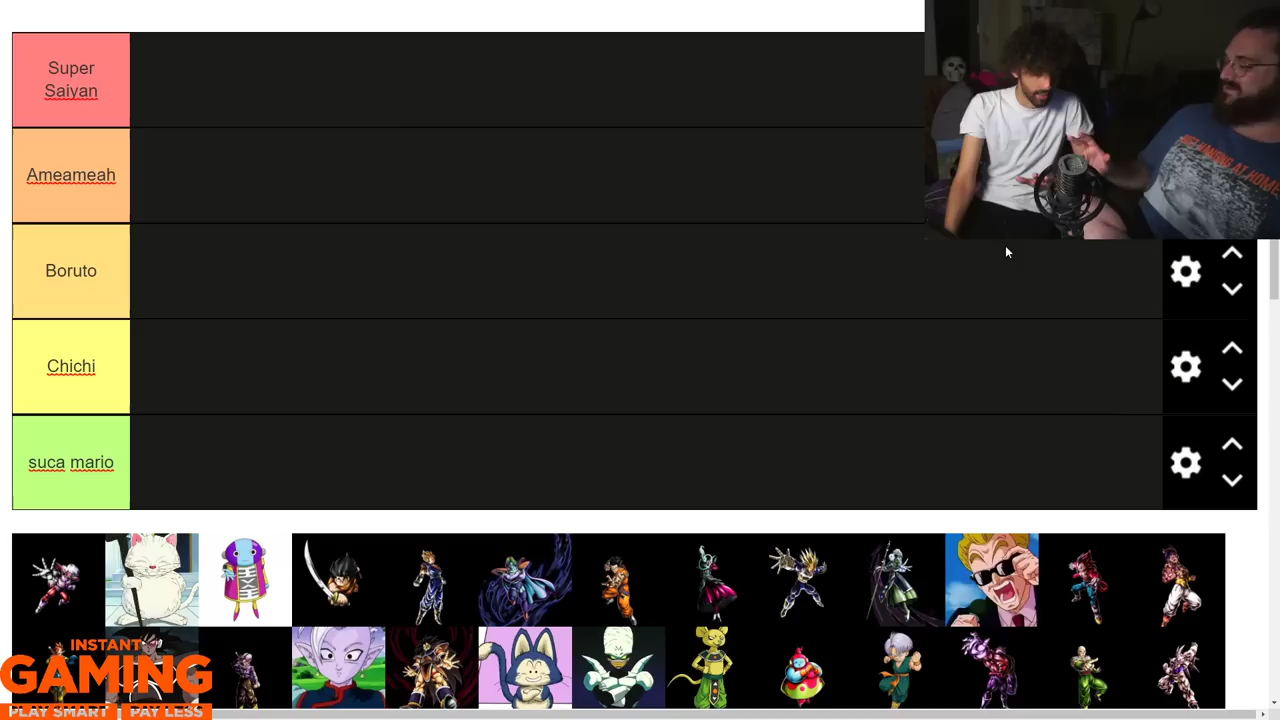 Super
Saiyan
Ameameah
Boruto
Chichi
suca mario
INSTANT
GAMING
PLAY SMART PAY LESS